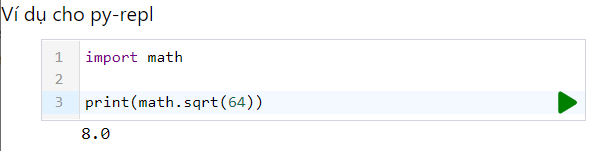 Ví dụ cho py-repl
1 import math
2
3 print(math.sqrt(64))
8.0